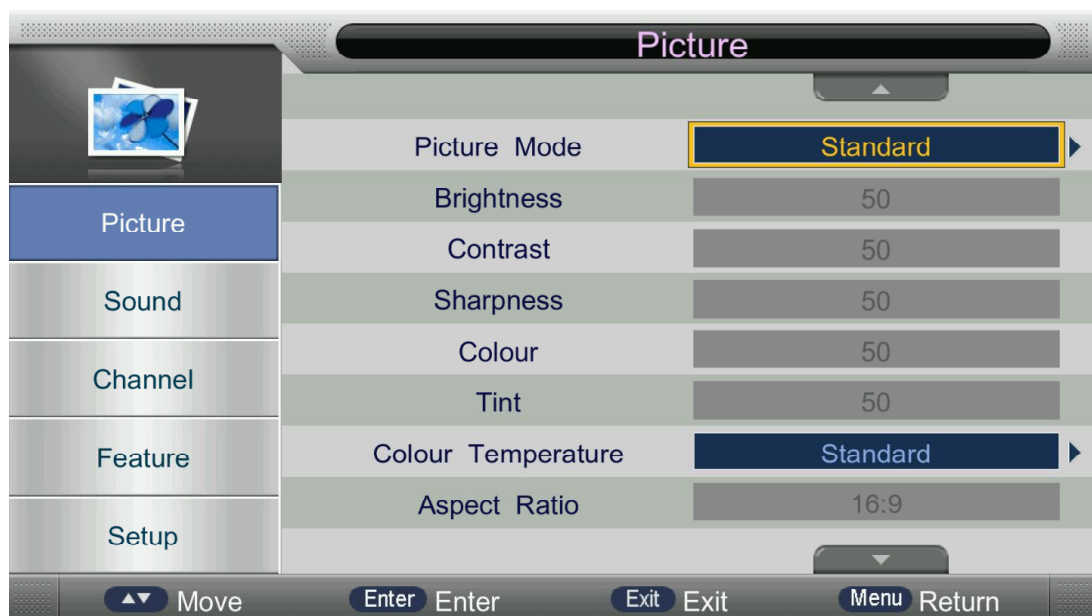 Picture
Picture Mode Standard
Brightness 50
Contrast 50
Sharpness 50
Colour 50
Tint 50
Colour Temperature Standard
Aspect Ratio 16:9
Picture
Sound
Channel
Feature
Setup
Move Enter Enter Exit Exit Menu Return